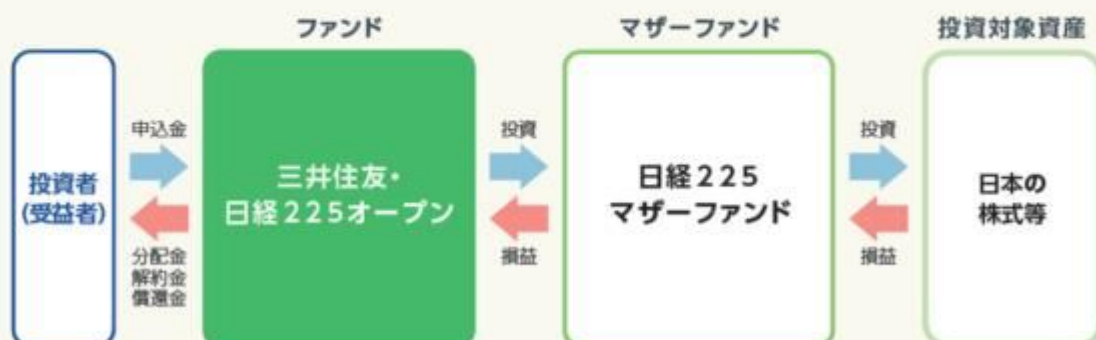 ファンド
マザーファンド
投資対象資産
投資者
(受益者)
申込金
分配金
解約金
償還金
三井住友・
日経225オープン
投資
損益
日経225
マザーファンド
投資
損益
日本の
株式等